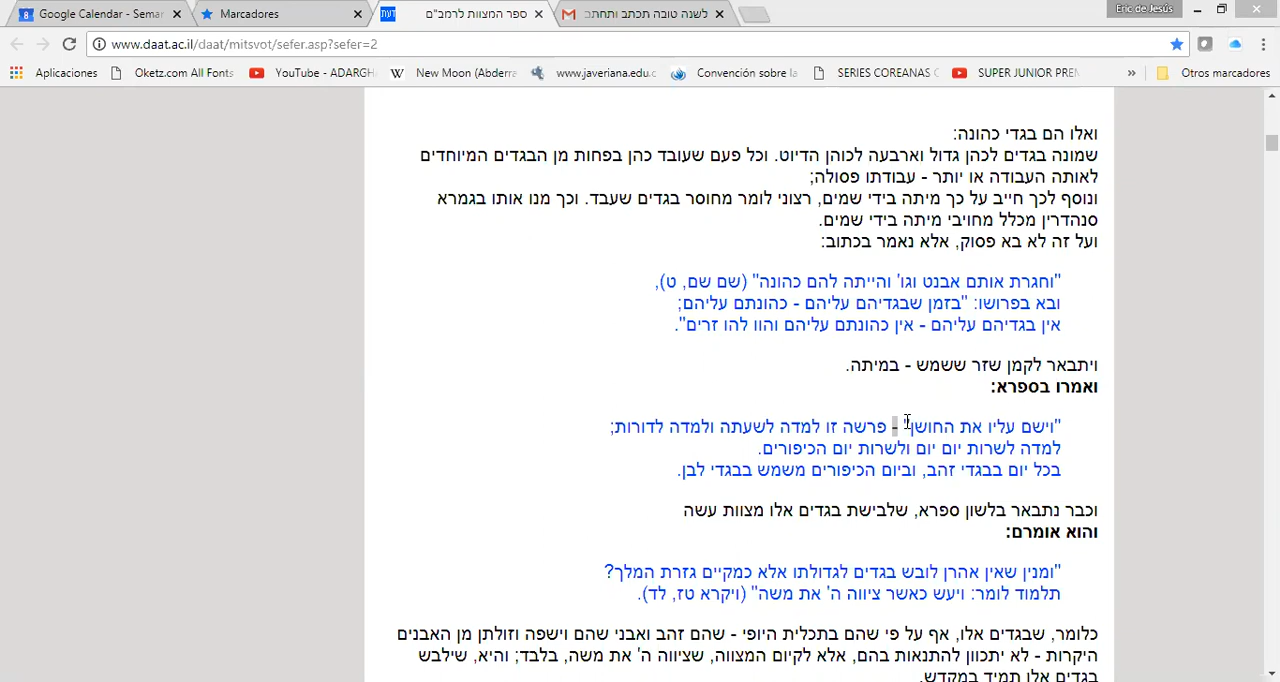 Google Calendar - Semar
Marcadores
ספר המצוות לרמב"ם
לשנה טובה תכתב ותחתב
Eric de Jesús
www.daat.ac.il/daat/mitsvot/sefer.asp?sefer=2
Aplicaciones
Oketz.com All Fonts
YouTube - ADARGH
New Moon (Abderra
www.javeriana.edu.c
Convención sobre la
SERIES COREANAS
SUPER JUNIOR PREM
»
Otros marcadores
ואלו הם בגדי כהונה:
שמונה בגדים לכהן גדול וארבעה לכוהן הדיוט. וכל פעם שעובד כהן בפחות מן הבגדים המיוחדים
לאותה העבודה או יותר - עבודתו פסולה;
ונוסף לכך חייב על כך מיתה בידי שמים, רצוני לומר מחוסר בגדים שעבד. וכך מנו אותו בגמרא
סנהדרין מכלל מחויבי מיתה בידי שמים.
ועל זה לא בא פסוק, אלא נאמר בכתוב:
"וחגרת אותם אבנט וגו' והייתה להם כהונה" (שם שם, ט),
ובא בפרושו: "בזמן שבגדיהם עליהם - כהונתם עליהם;
אין בגדיהם עליהם - אין כהונתם עליהם והוו להו זרים".
ויתבאר לקמן שזר ששמש - במיתה.
ואמרו בספרא:
"וישם עליו את החושן" - פרשה זו למדה לשעתה ולמדה לדורות;
למדה לשרות יום יום ולשרות יום הכיפורים.
בכל יום בבגדי זהב, וביום הכיפורים משמש בבגדי לבן.
וכבר נתבאר בלשון ספרא, שלבישת בגדים אלו מצוות עשה
והוא אומרם:
"ומנין שאין אהרן לובש בגדים לגדולתו אלא כמקיים גזרת המלך?
תלמוד לומר: ויעש כאשר ציווה ה' את משה" (ויקרא טז, לד).
כלומר, שבגדים אלו, אף על פי שהם בתכלית היופי - שהם זהב ואבני שהם וישפה וזולתן מן האבנים
היקרות - לא יתכוון להתנאות בהם, אלא לקיום המצווה, שציווה ה' את משה, בלבד; והיא, שילבש
בגדים אלו תמיד במקדש.